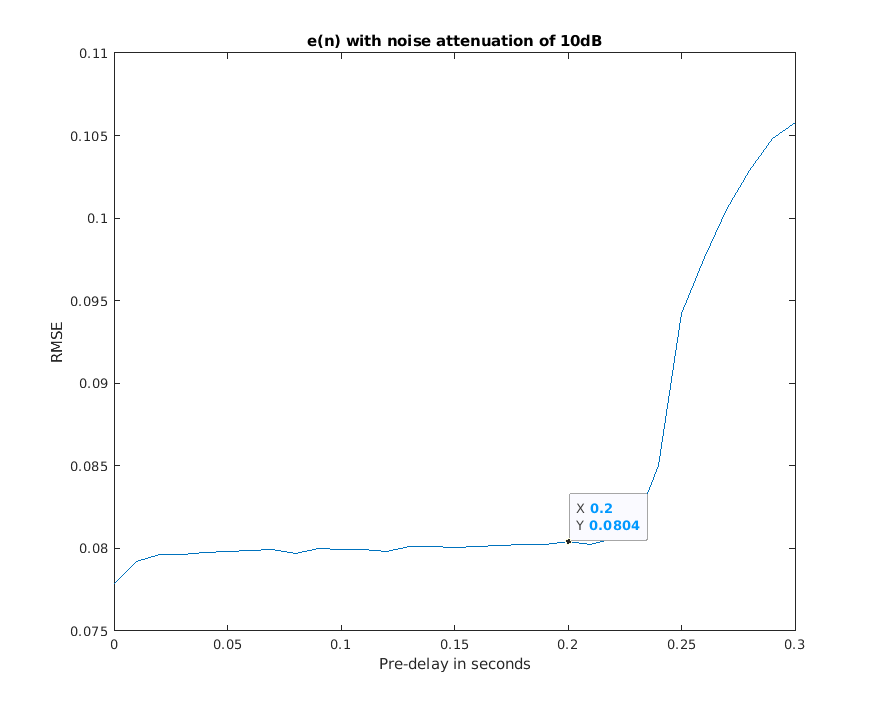 e(n) with noise attenuation of 10dB
0.11
0.105
0.1
0.095
0.09
0.085
0.08
0.075
RMSE
X 0.2
Y 0.0804
0 0.05 0.1 0.15 0.2 0.25 0.3
Pre-delay in seconds